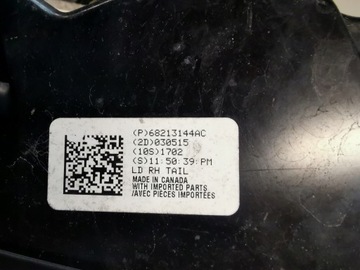 (P)68213144AC
(2D)030515
(10S)1702
(S)11:50:39:PM
LD RH TAIL
MADE IN CANADA
WITH IMPORTED PARTS
/AVEC PIECES IMPORTÉES